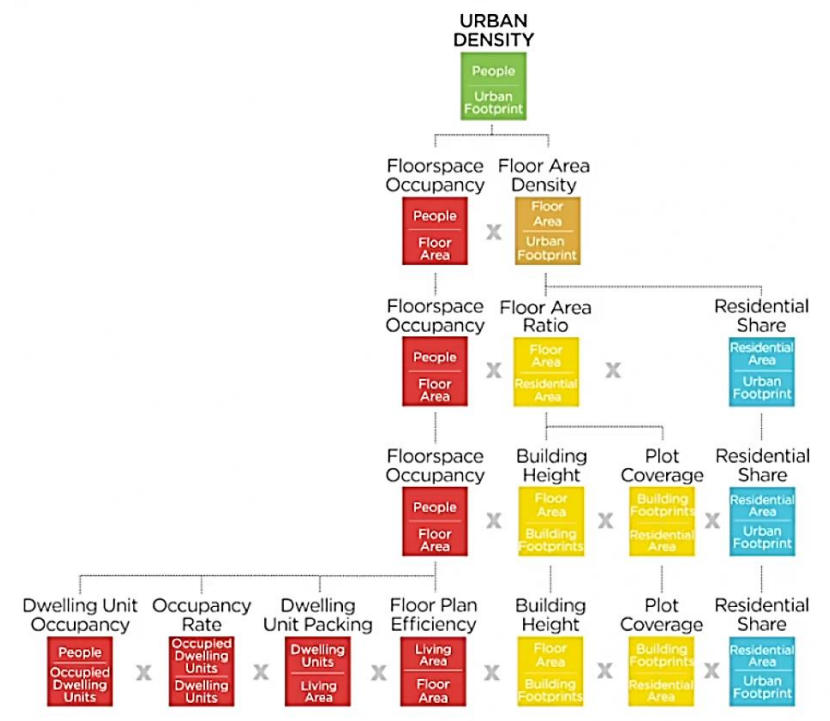 URBAN
DENSITY
People
Urban
Footprint
Floorspace
Occupancy
People
Floor
Area
x
Floor Area
Density
Floor
Area
Urban
Footprint
Floorspace
Occupancy
People
Floor
Area
x
Floor Area
Ratio
Floor
Area
Residential
Area
x
Residential
Share
Residential
Area
Urban
Footprint
Floorspace
Occupancy
People
Floor
Area
x
Building
Height
Floor
Area
Building
Footprints
x
Plot
Coverage
Building
Footprints
Residential
Area
x
Residential
Share
Residential
Area
Urban
Footprint
Dwelling Unit
Occupancy
People
Occupied
Dwelling
Units
x
Occupancy
Rate
Occupied
Dwelling
Units
Dwelling
Units
x
Dwelling
Unit Packing
Dwelling
Units
Living
Area
x
Floor Plan
Efficiency
Living
Area
Floor
Area
x
Building
Height
Floor
Area
Building
Footprints
x
Plot
Coverage
Building
Footprints
Residential
Area
x
Residential
Share
Residential
Area
Urban
Footprint